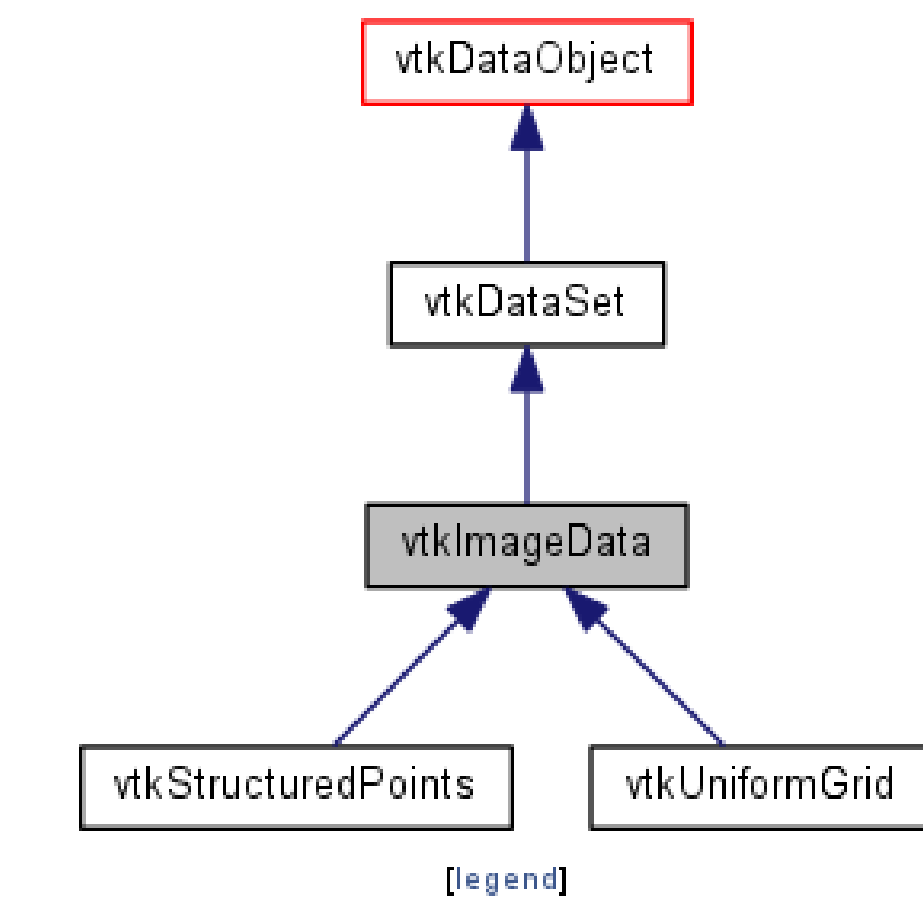 vtkDataObject
vtkDataSet
vtkImageData
vtkStructuredPoints
vtkUniformGrid
[legend]